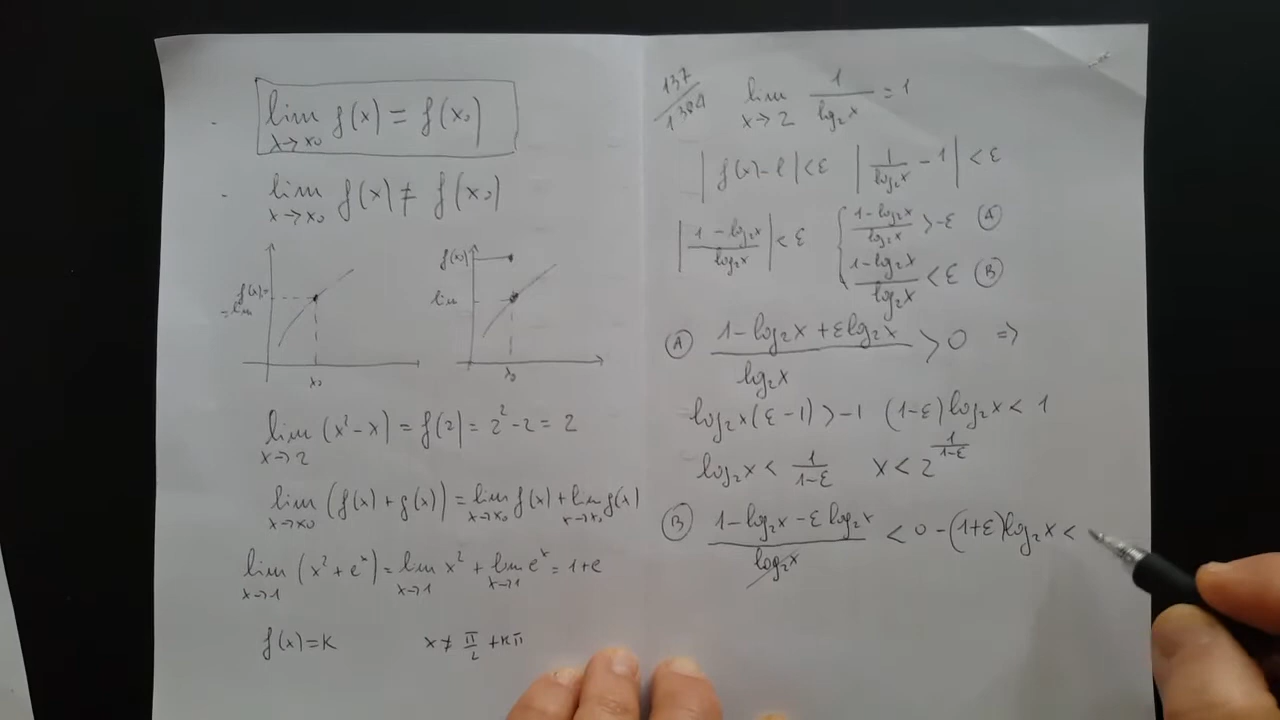 lim f(x) = f(x₀)
x→x₀
lim f(x) ≠ f(x₀)
x→x₀
f(x)=
=lim
x₀
f(x)
lim
x₀
lim (x²-x) = f(2) = 2²-2 = 2
x→2
lim (f(x)+g(x)) = lim f(x) + lim g(x)
x→x₀ x→x₀ x→x₀
lim (x²+eˣ) = lim x² + lim eˣ = 1+e
x→1 x→1 x→1
f(x)=K x ≠ π/2 + kπ
137
lim 1/log₂x = 1
x→2
|f(x)-l|<ε |1/log₂x - 1| < ε
|(1-log₂x)/log₂x| < ε { (1-log₂x)/log₂x > -ε (A)
(1-log₂x)/log₂x < ε (B)
(A) (1-log₂x+εlog₂x)/log₂x > 0 =>
log₂x(ε-1) > -1 (1-ε)log₂x < 1
log₂x < 1/(1-ε) x < 2^(1/(1-ε))
(B) (1-log₂x-εlog₂x)/log₂x < 0 -(1+ε)log₂x <